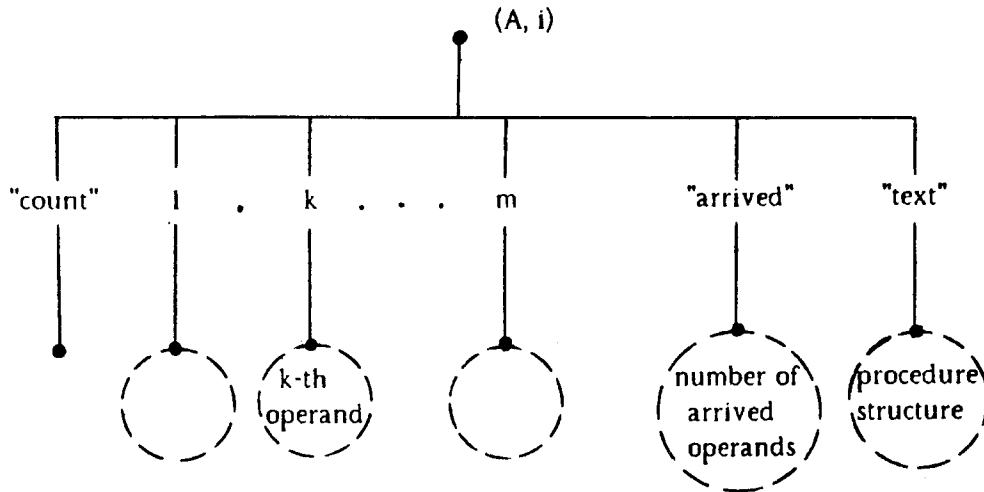 (A, i)
"count" 1 . k . . . m "arrived" "text"
k-th
operand
number of
arrived
operands
procedure
structure